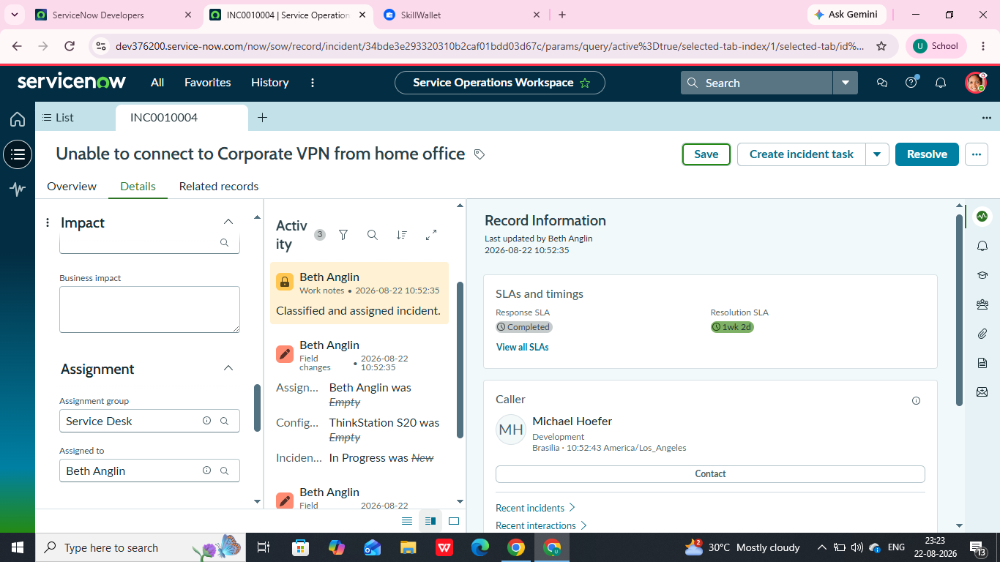 ServiceNow Developers
INC0010004 | Service Operation
SkillWallet
Ask Gemini
dev376200.service-now.com/now/sow/record/incident/34bde3e293320310b2caf01bdd03d67c/params/query/active%3Dtrue/selected-tab-index/1/selected-tab/id%...
U School
servicenow
All
Favorites
History
Service Operations Workspace
Search
List
INC0010004
Unable to connect to Corporate VPN from home office
Save
Create incident task
Resolve
Overview
Details
Related records
Impact
Business impact
Assignment
Assignment group
Service Desk
Assigned to
Beth Anglin
Activ
ity
3
Beth Anglin
Work notes • 2026-08-22 10:52:35
Classified and assigned incident.
Beth Anglin
Field
changes
• 2026-08-22
10:52:35
Assign... Beth Anglin was
Empty
Config... ThinkStation S20 was
Empty
Inciden... In Progress was New
Beth Anglin
Field 2026-08-22
Record Information
Last updated by Beth Anglin
2026-08-22 10:52:35
SLAs and timings
Response SLA
Completed
Resolution SLA
1wk 2d
View all SLAs
Caller
MH
Michael Hoefer
Development
Brasilia · 10:52:43 America/Los_Angeles
Contact
Recent incidents
Recent interactions
Type here to search
2
30°C Mostly cloudy
ENG
23:23
22-08-2026
13